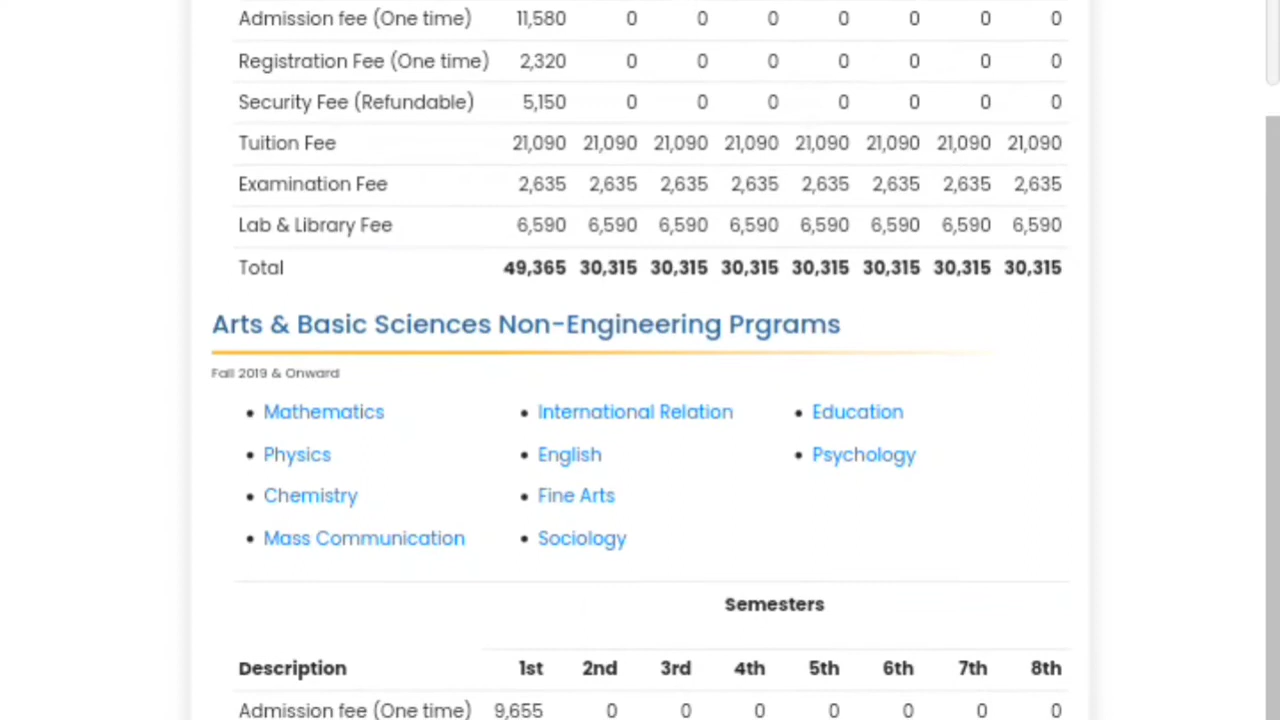 Admission fee (One time) 11,580 0 0 0 0 0 0 0
Registration Fee (One time) 2,320 0 0 0 0 0 0 0
Security Fee (Refundable) 5,150 0 0 0 0 0 0 0
Tuition Fee 21,090 21,090 21,090 21,090 21,090 21,090 21,090 21,090
Examination Fee 2,635 2,635 2,635 2,635 2,635 2,635 2,635 2,635
Lab & Library Fee 6,590 6,590 6,590 6,590 6,590 6,590 6,590 6,590
Total 49,365 30,315 30,315 30,315 30,315 30,315 30,315 30,315
Arts & Basic Sciences Non-Engineering Prgrams
Fall 2019 & Onward
• Mathematics • International Relation • Education
• Physics • English • Psychology
• Chemistry • Fine Arts
• Mass Communication • Sociology
Semesters
Description 1st 2nd 3rd 4th 5th 6th 7th 8th
Admission fee (One time) 9,655 0 0 0 0 0 0 0